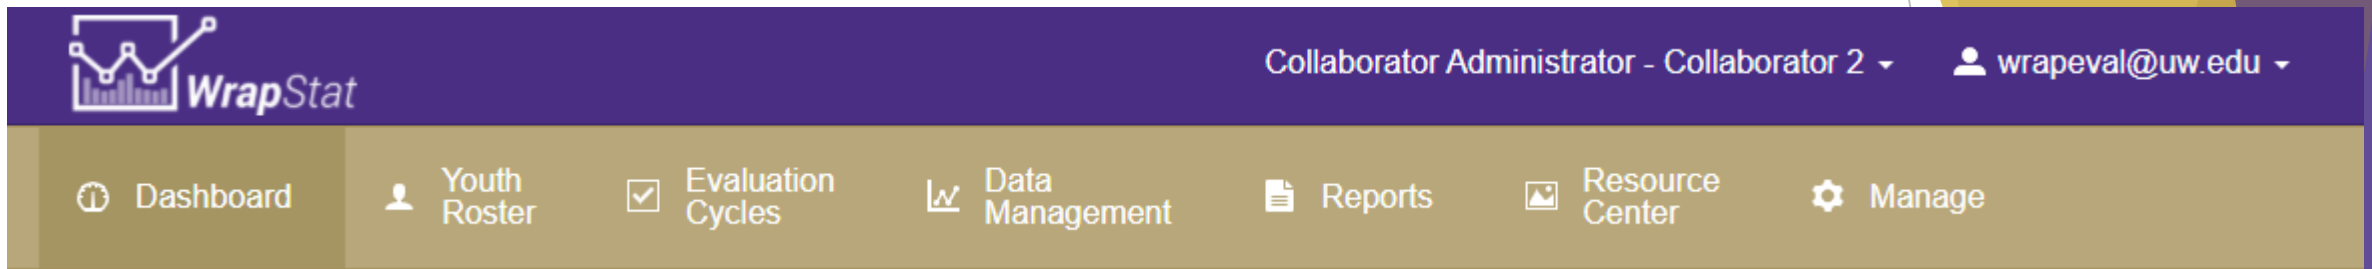 WrapStat
Collaborator Administrator - Collaborator 2
wrapeval@uw.edu
Dashboard
Youth
Roster
Evaluation
Cycles
Data
Management
Reports
Resource
Center
Manage